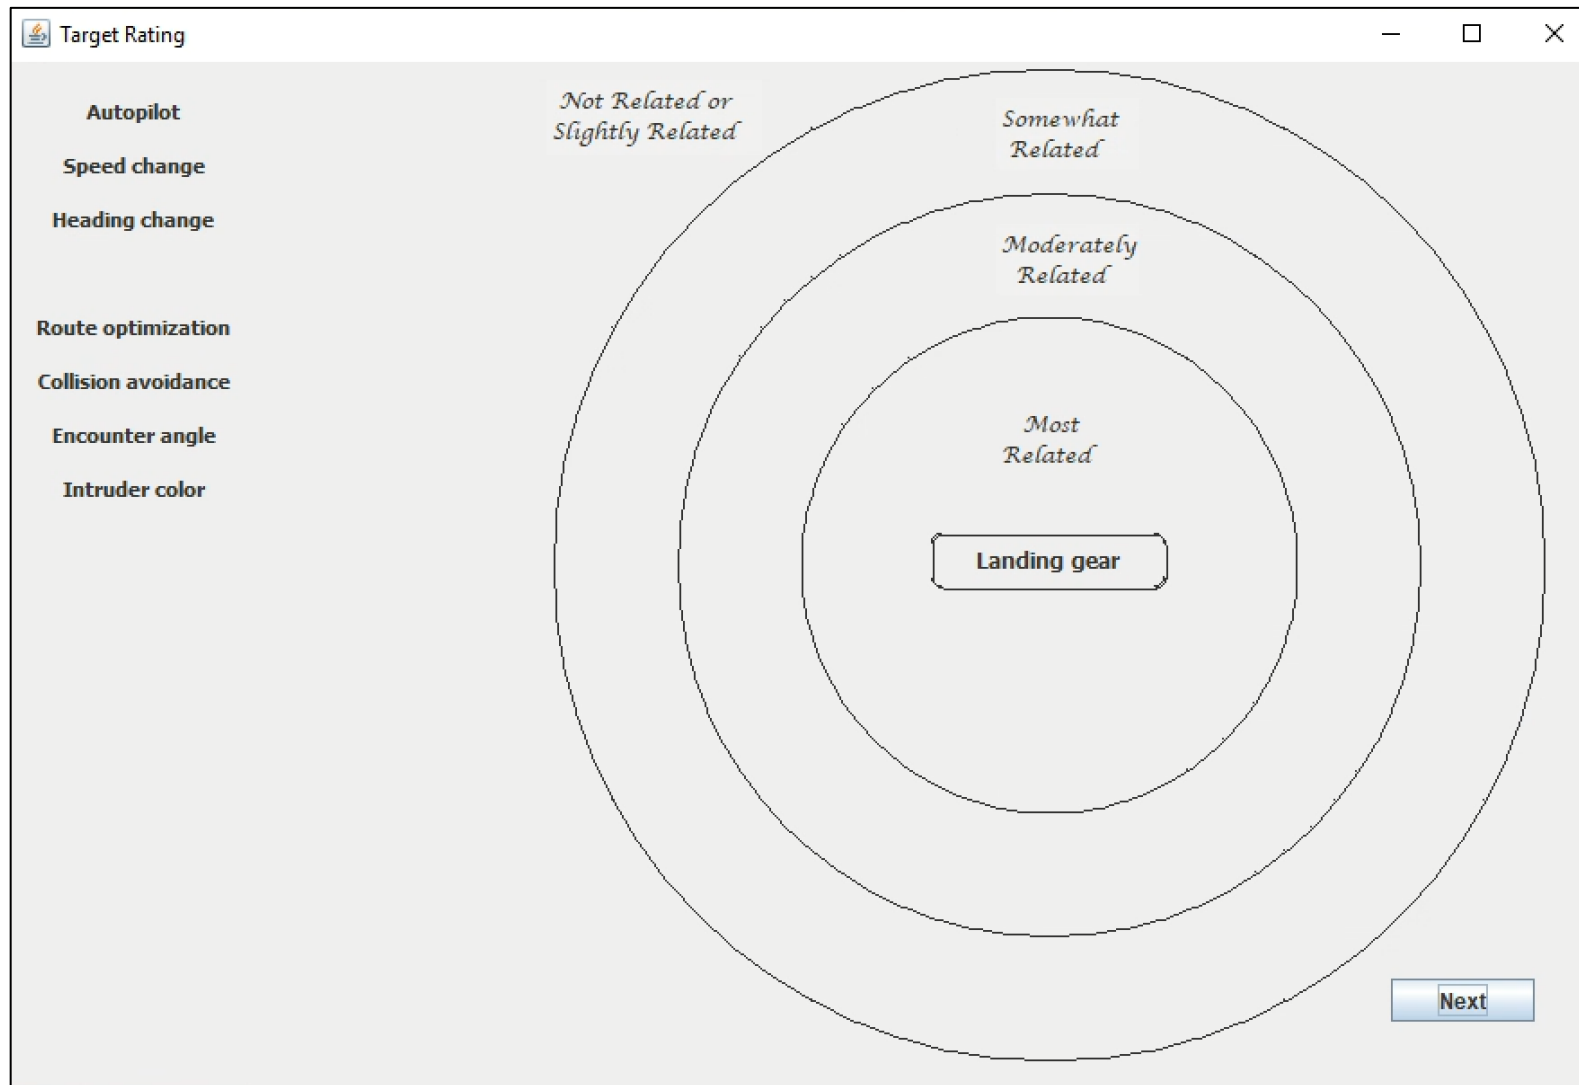 Target Rating
Autopilot
Speed change
Heading change
Route optimization
Collision avoidance
Encounter angle
Intruder color
Not Related or
Slightly Related
Somewhat
Related
Moderately
Related
Most
Related
Landing gear
Next